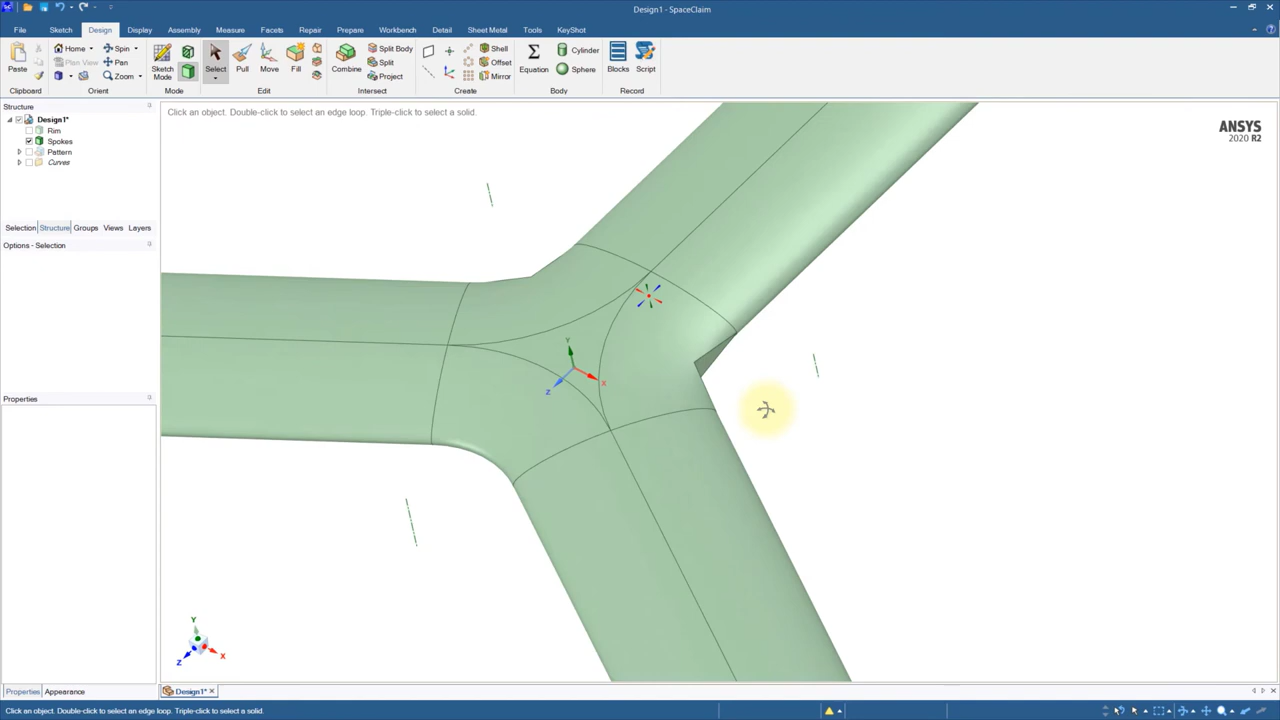 Design1 - SpaceClaim
File Sketch Design Display Assembly Measure Facets Repair Prepare Workbench Detail Sheet Metal Tools KeyShot
Paste
Home Spin
Plan View Pan
Zoom
Sketch Mode
Select Pull Move Fill
Combine
Split Body
Split
Project
Shell
Offset
Mirror
Equation
Cylinder
Sphere
Blocks Script
Clipboard Orient Mode Edit Intersect Create Body Record
Structure
Design1*
Rim
Spokes
Pattern
Curves
Selection Structure Groups Views Layers
Options - Selection
Properties
Properties Appearance
Click an object. Double-click to select an edge loop. Triple-click to select a solid.
ANSYS
2020 R2
Y
X
Z
Y
X
Z
Design1*
Click an object. Double-click to select an edge loop. Triple-click to select a solid.